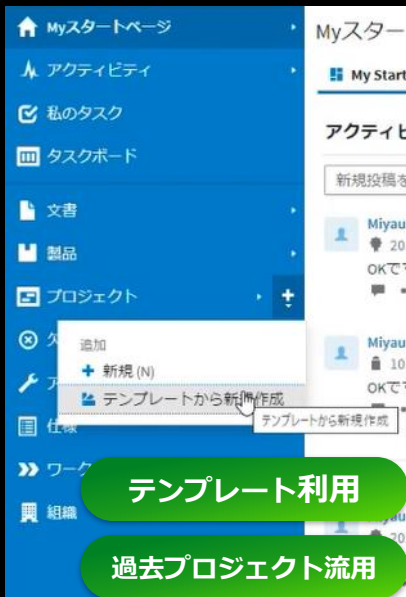 Myスタートページ
アクティビティ
私のタスク
タスクボード
文書
製品
プロジェクト
追加
新規 (N)
テンプレートから新規作成
テンプレートから新規作成
仕様
組織
テンプレート利用
過去プロジェクト流用
Myスター
My Start
アクティビ
新規投稿を
Miyau
20
OKです
Miyau
10
OKです
20